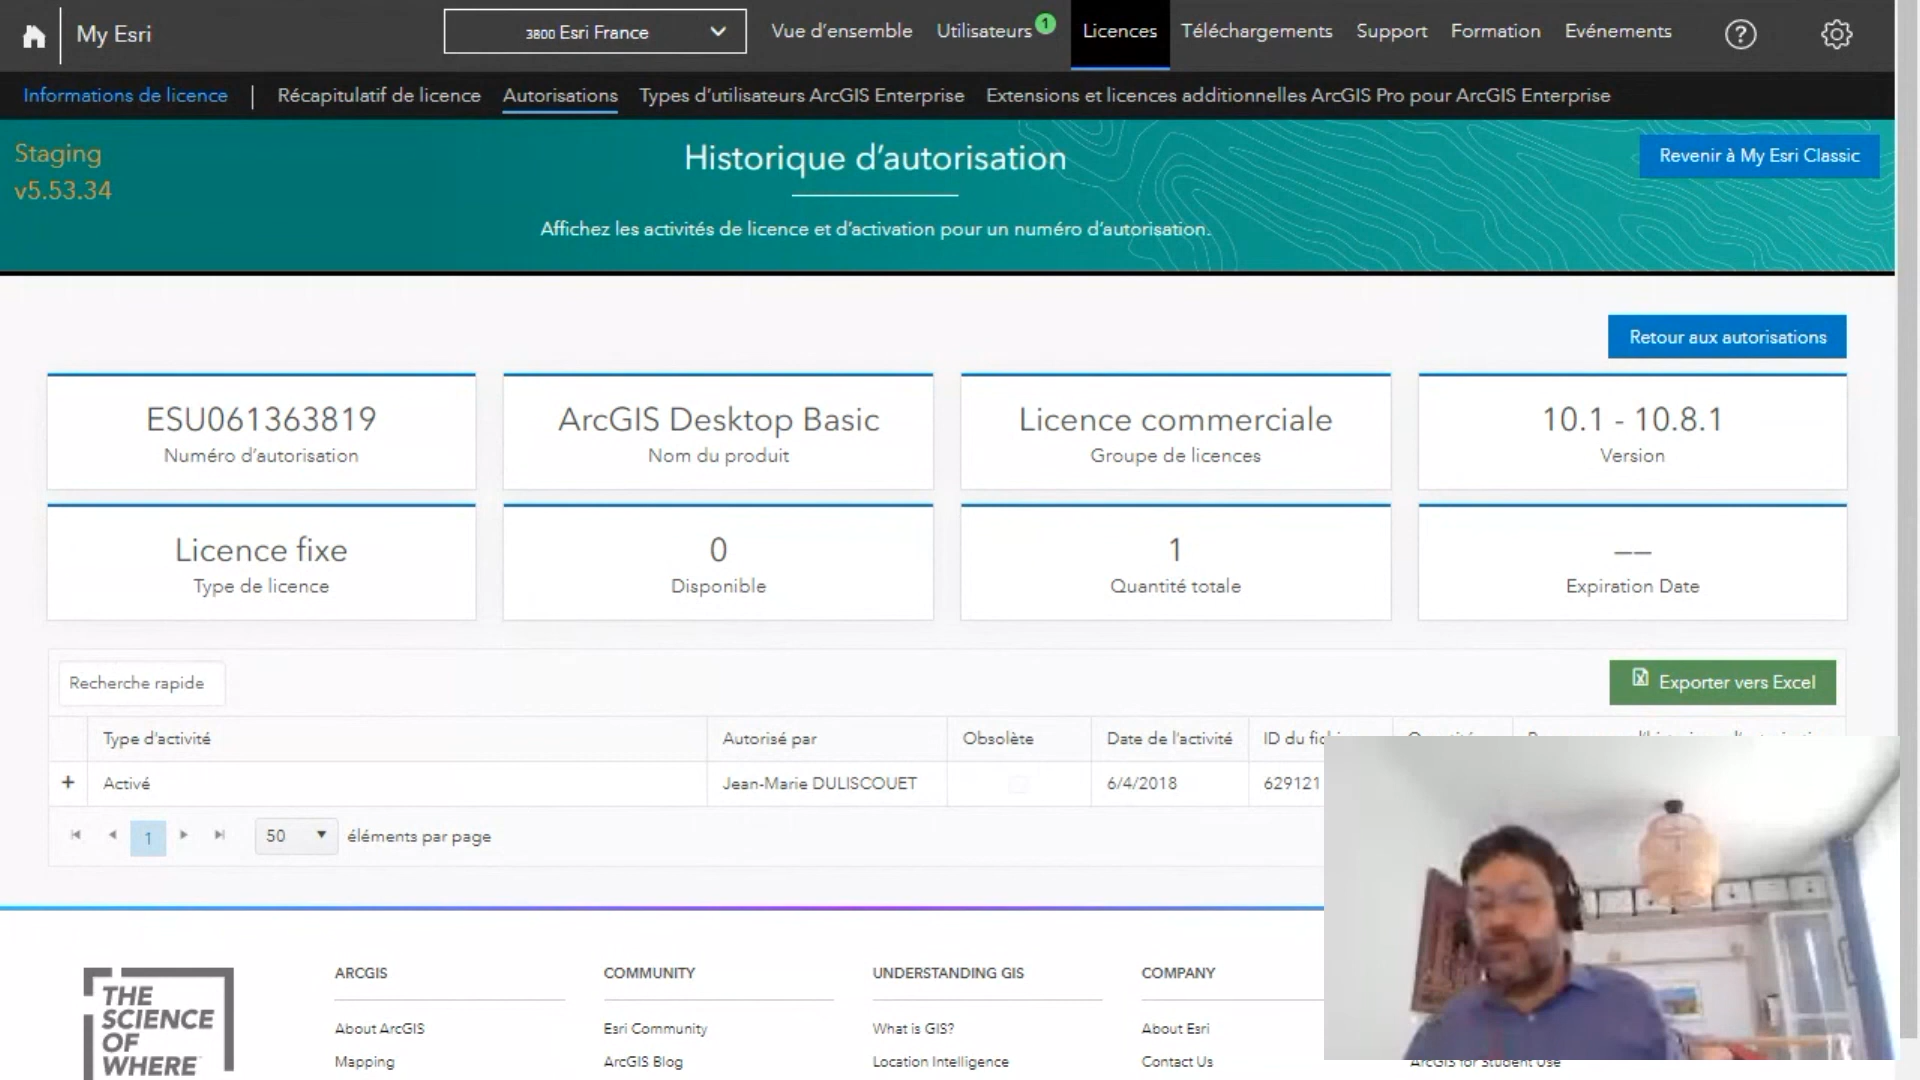 My Esri
3800 Esri France
Vue d'ensemble
Utilisateurs
1
Licences
Téléchargements
Support
Formation
Evénements
?
Informations de licence
Récapitulatif de licence
Autorisations
Types d'utilisateurs ArcGIS Enterprise
Extensions et licences additionnelles ArcGIS Pro pour ArcGIS Enterprise
Staging
v5.53.34
Historique d'autorisation
Affichez les activités de licence et d'activation pour un numéro d'autorisation.
Revenir à My Esri Classic
Retour aux autorisations
ESU061363819
Numéro d'autorisation
ArcGIS Desktop Basic
Nom du produit
Licence commerciale
Groupe de licences
10.1 - 10.8.1
Version
Licence fixe
Type de licence
0
Disponible
1
Quantité totale
––
Expiration Date
Recherche rapide
Exporter vers Excel
Type d'activité
Autorisé par
Obsolète
Date de l'activité
ID du
+
Activé
Jean-Marie DULISCOUET
6/4/2018
629121
1
50
éléments par page
THE
SCIENCE
OF
WHERE
ARCGIS
About ArcGIS
Mapping
COMMUNITY
Esri Community
ArcGIS Blog
UNDERSTANDING GIS
What is GIS?
Location Intelligence
COMPANY
About Esri
Contact Us
ArcGIS for Student Use